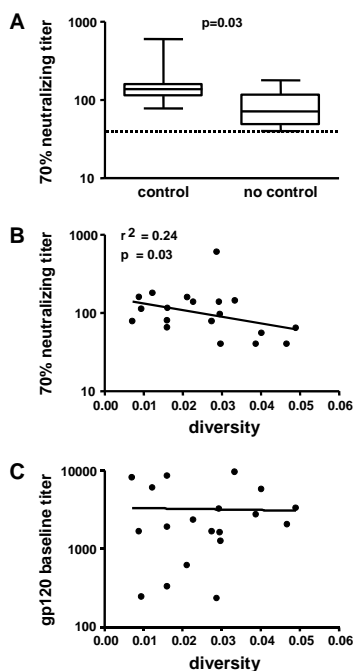 A
p=0.03
70% neutralizing titer
1000
100
10
control no control
B
r² = 0.24
p = 0.03
70% neutralizing titer
1000
100
10
0.00 0.01 0.02 0.03 0.04 0.05 0.06
diversity
C
gp120 baseline titer
10000
1000
100
0.00 0.01 0.02 0.03 0.04 0.05 0.06
diversity